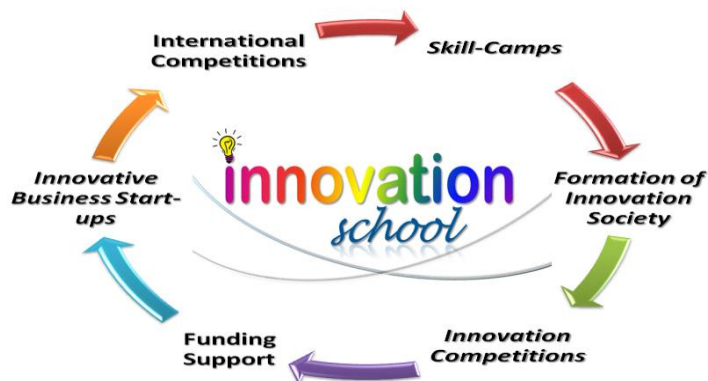 International
Competitions
Skill-Camps
Formation of
Innovation
Society
Innovation
Competitions
Funding
Support
Innovative
Business Start-
ups
innovation
school